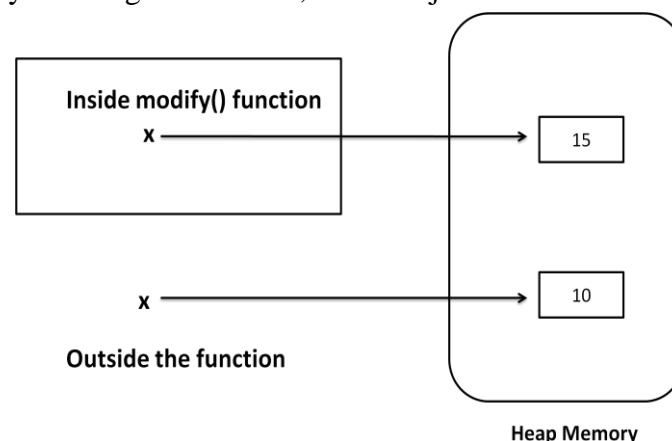 Inside modify() function
x
15
x
10
Outside the function
Heap Memory